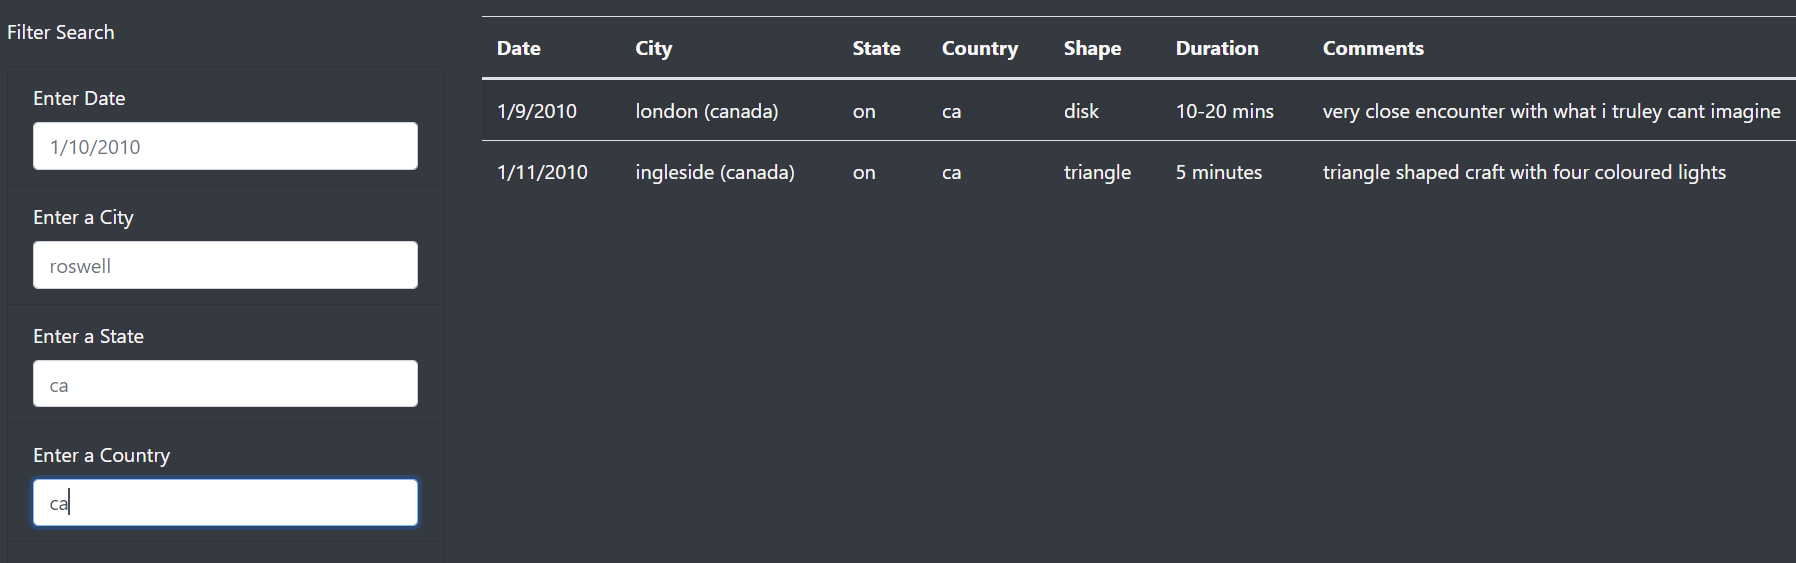 Filter Search
Enter Date
1/10/2010
Enter a City
roswell
Enter a State
ca
Enter a Country
ca
Date City State Country Shape Duration Comments
1/9/2010 london (canada) on ca disk 10-20 mins very close encounter with what i truley cant imagine
1/11/2010 ingleside (canada) on ca triangle 5 minutes triangle shaped craft with four coloured lights